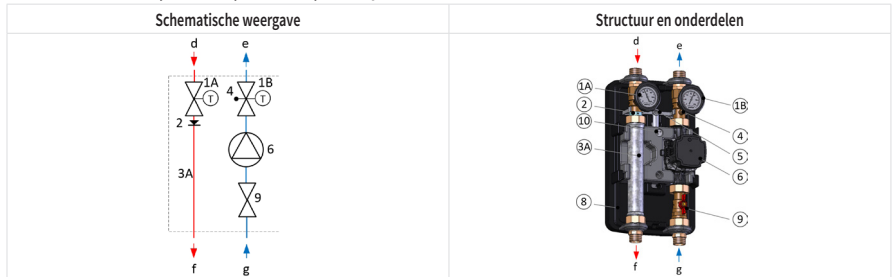 Schematische weergave
Structuur en onderdelen
d e
1A 1B
4 T T
2
6
3A
9
f g
d e
1A
1B
2
4
10
5
3A
6
8
9
f g